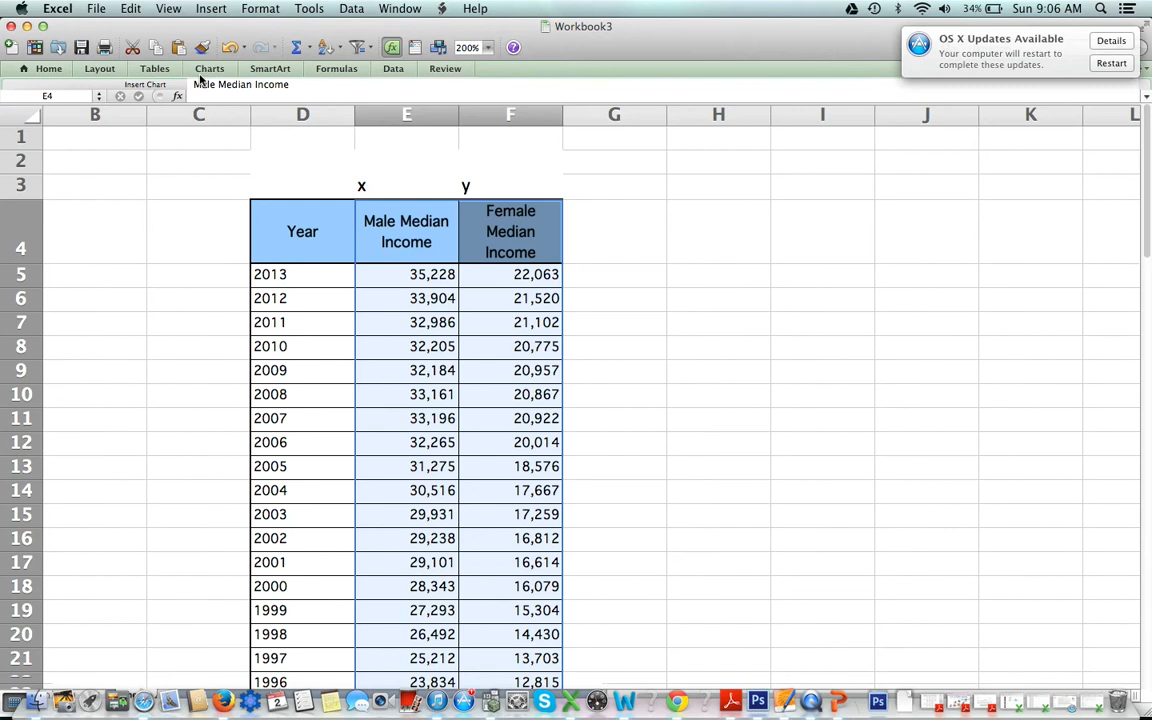 Excel File Edit View Insert Format Tools Data Window Help 34% Sun 9:06 AM
Workbook3
OS X Updates Available
Your computer will restart to complete these updates.
Details
Restart
200%
Home Layout Tables Charts SmartArt Formulas Data Review
Insert Chart
E4 fx Male Median Income
B C D E F G H I J K L
1
2
3 x y
4 Year Male Median Income Female Median Income
5 2013 35,228 22,063
6 2012 33,904 21,520
7 2011 32,986 21,102
8 2010 32,205 20,775
9 2009 32,184 20,957
10 2008 33,161 20,867
11 2007 33,196 20,922
12 2006 32,265 20,014
13 2005 31,275 18,576
14 2004 30,516 17,667
15 2003 29,931 17,259
16 2002 29,238 16,812
17 2001 29,101 16,614
18 2000 28,343 16,079
19 1999 27,293 15,304
20 1998 26,492 14,430
21 1997 25,212 13,703
1996 23,834 12,815